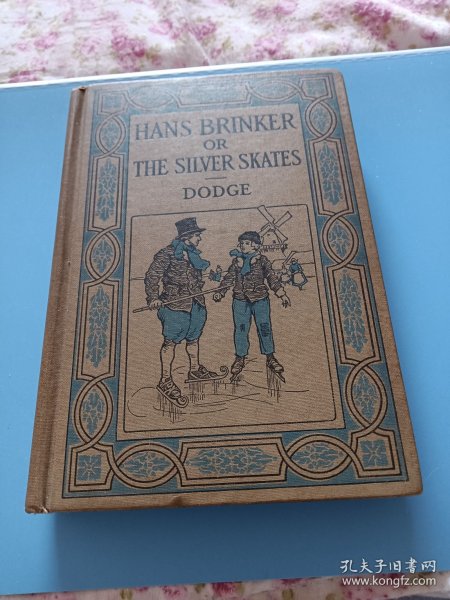 HANS BRINKER
OR
THE SILVER SKATES
DODGE
孔夫子旧书网
www.kongfz.com